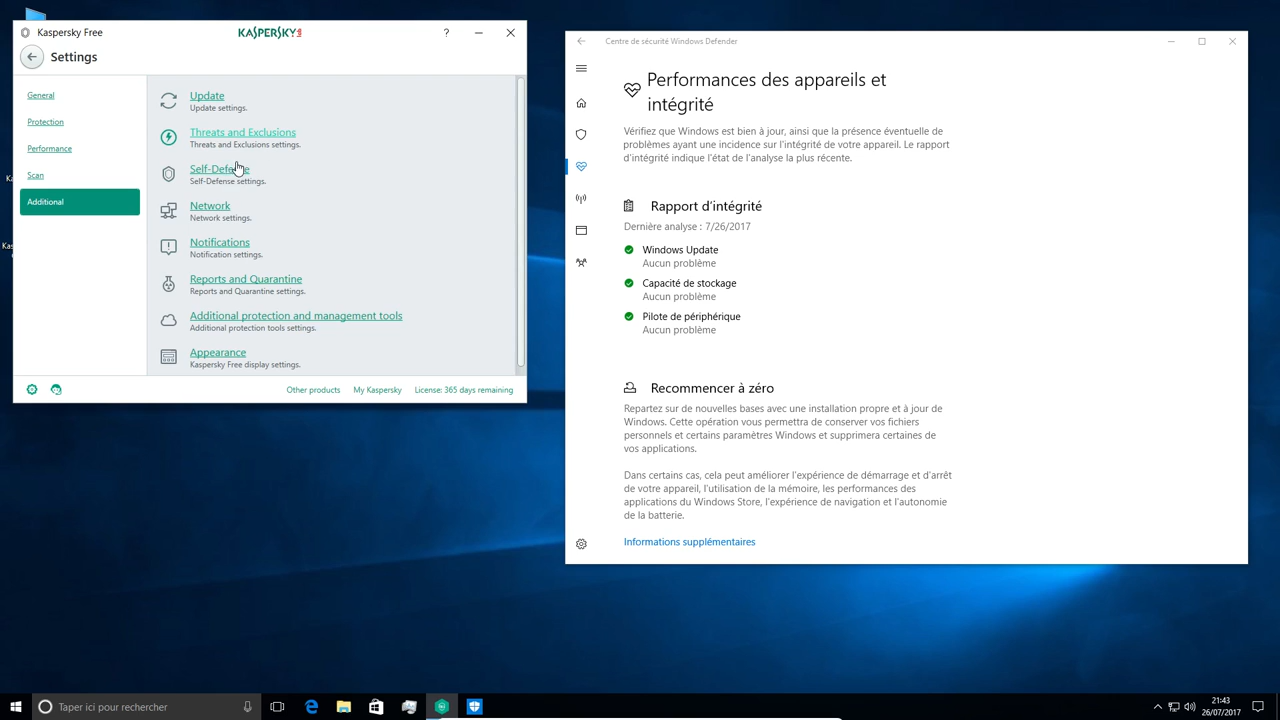 Kaspersky Free
KASPERSKY
?
Settings
General
Protection
Performance
Scan
Additional
Update
Update settings.
Threats and Exclusions
Threats and Exclusions settings.
Self-Defense
Self-Defense settings.
Network
Network settings.
Notifications
Notification settings.
Reports and Quarantine
Reports and Quarantine settings.
Additional protection and management tools
Additional protection tools settings.
Appearance
Kaspersky Free display settings.
Other products
My Kaspersky
License: 365 days remaining
Centre de sécurité Windows Defender
Performances des appareils et
intégrité
Vérifiez que Windows est bien à jour, ainsi que la présence éventuelle de
problèmes ayant une incidence sur l'intégrité de votre appareil. Le rapport
d'intégrité indique l'état de l'analyse la plus récente.
Rapport d'intégrité
Dernière analyse : 7/26/2017
Windows Update
Aucun problème
Capacité de stockage
Aucun problème
Pilote de périphérique
Aucun problème
Recommencer à zéro
Repartez sur de nouvelles bases avec une installation propre et à jour de
Windows. Cette opération vous permettra de conserver vos fichiers
personnels et certains paramètres Windows et supprimera certaines de
vos applications.
Dans certains cas, cela peut améliorer l'expérience de démarrage et d'arrêt
de votre appareil, l'utilisation de la mémoire, les performances des
applications du Windows Store, l'expérience de navigation et l'autonomie
de la batterie.
Informations supplémentaires
Taper ici pour rechercher
21:43
26/07/2017